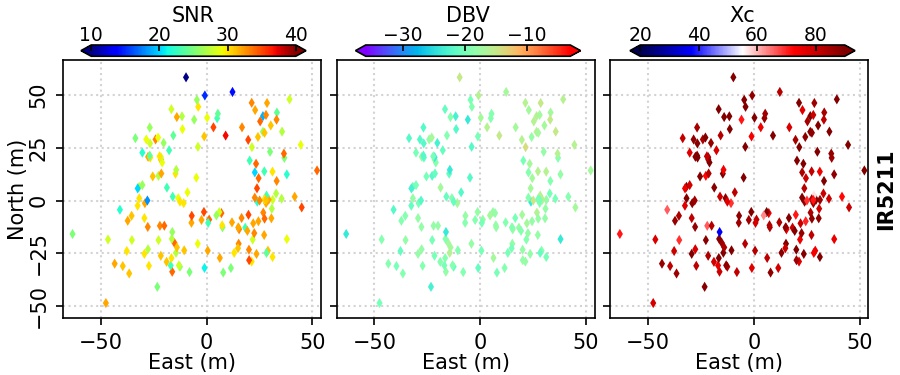 SNR DBV Xc
10 20 30 40 −30 −20 −10 20 40 60 80
50
25
0
−25
−50
North (m)
−50 0 50 −50 0 50 −50 0 50
East (m) East (m) East (m)
IR5211